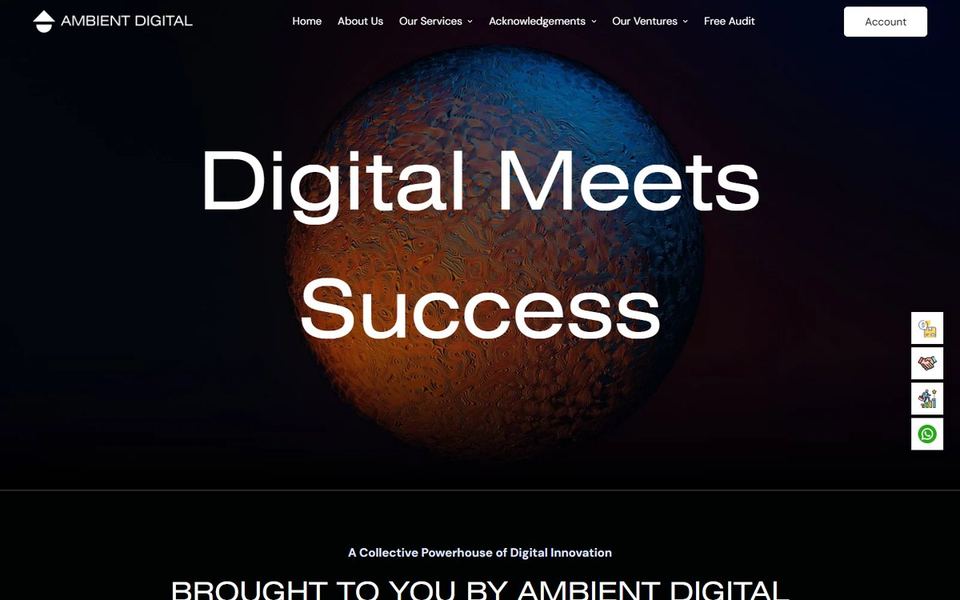 AMBIENT DIGITAL
Home
About Us
Our Services
Acknowledgements
Our Ventures
Free Audit
Account
Digital Meets
Success
A Collective Powerhouse of Digital Innovation
BROUGHT TO YOU BY AMBIENT DIGITAL